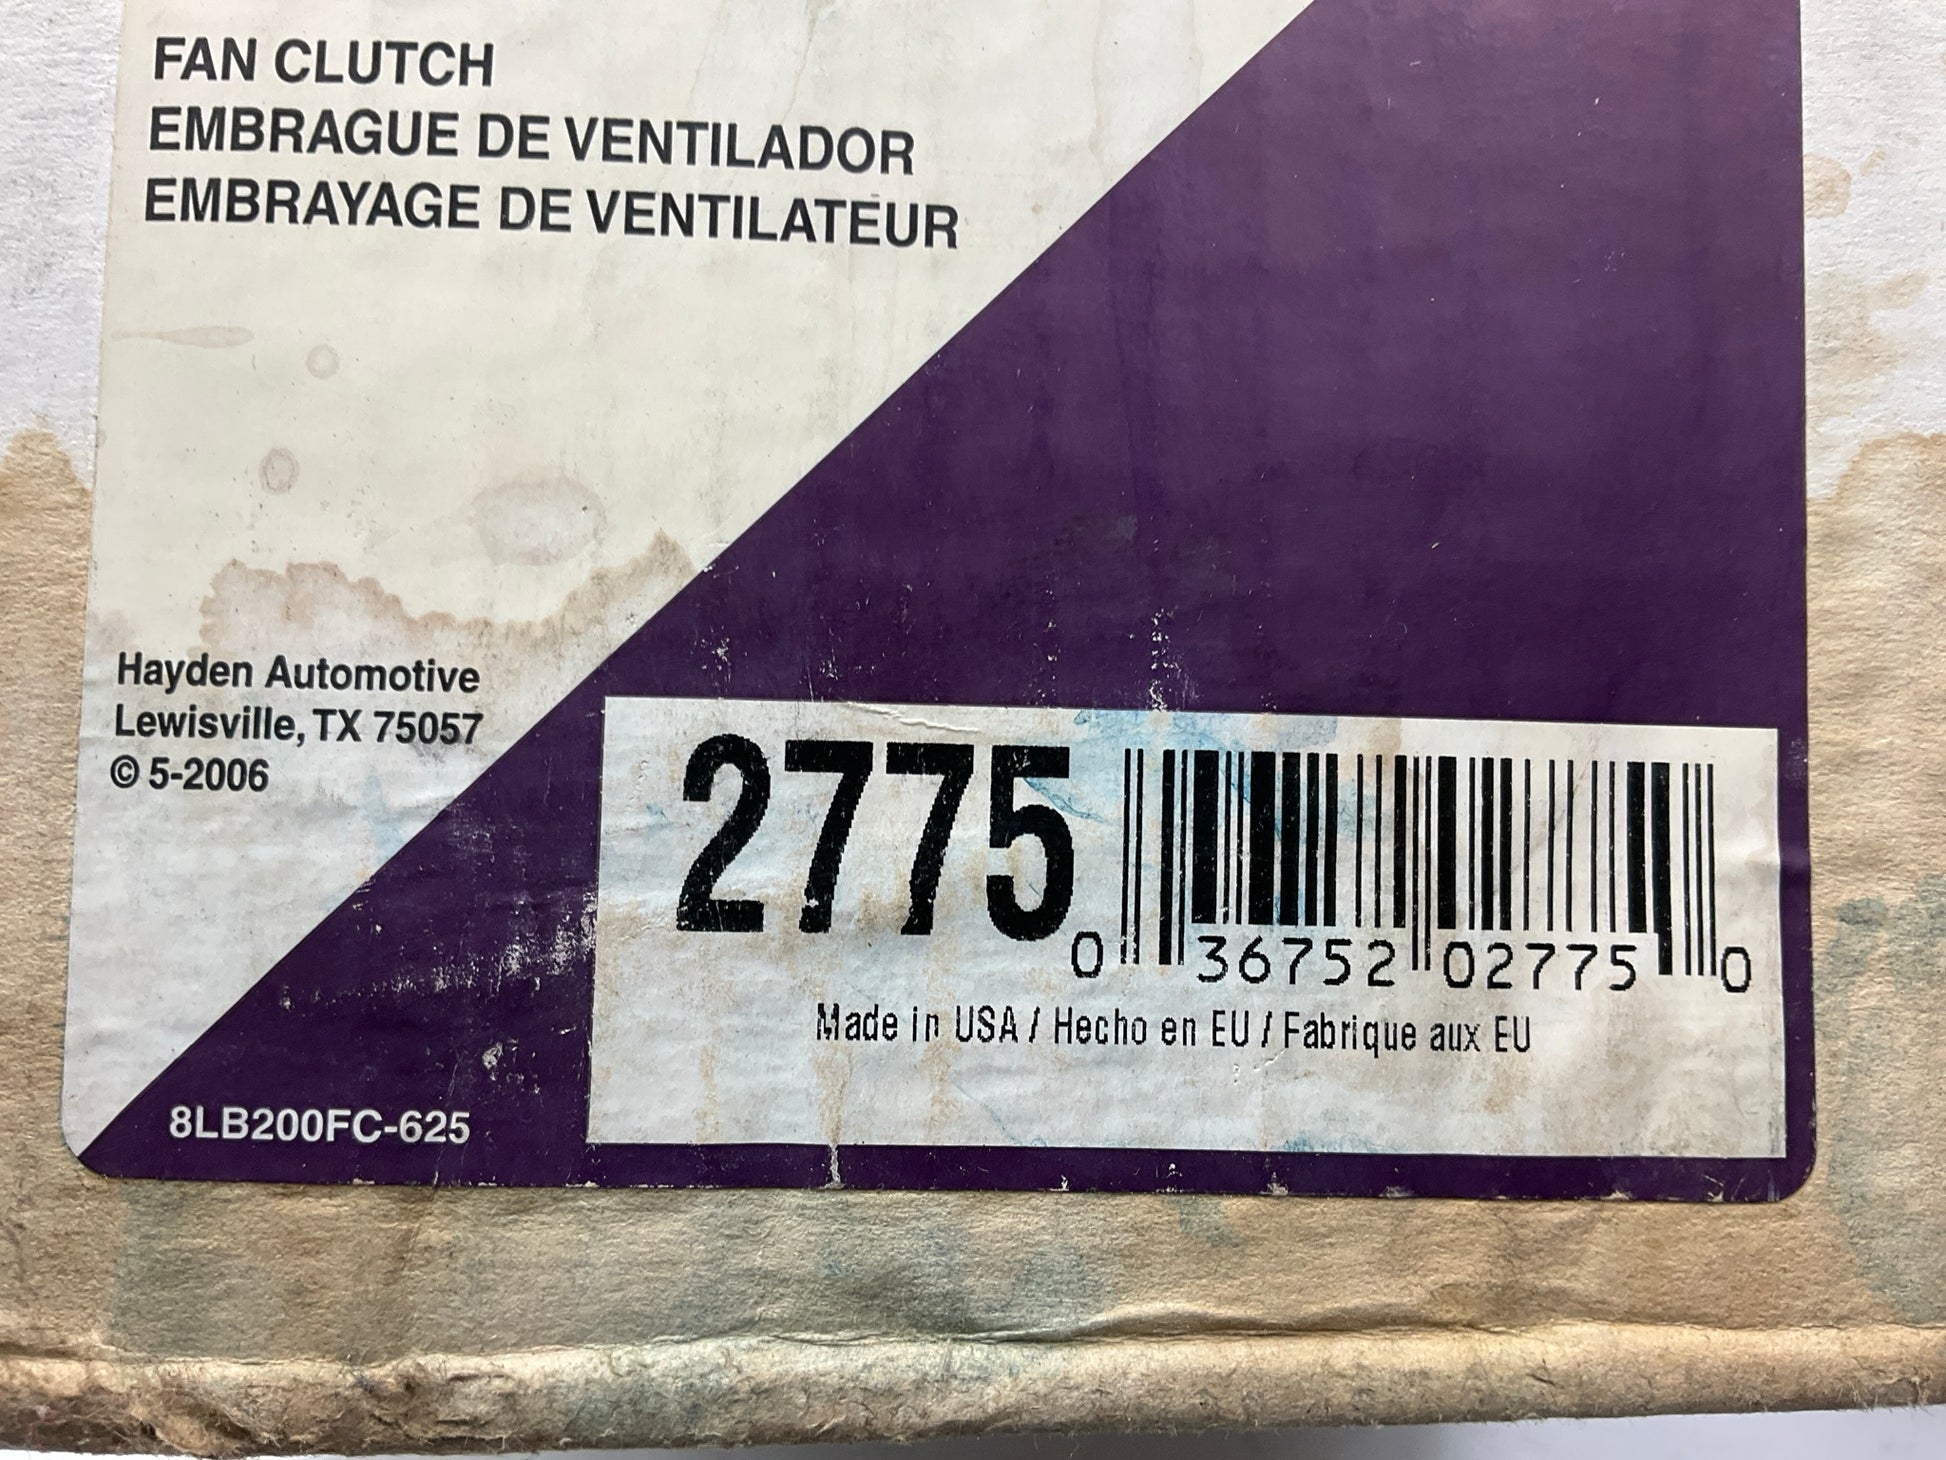 FAN CLUTCH
EMBRAGUE DE VENTILADOR
EMBRAYAGE DE VENTILATEUR
Hayden Automotive
Lewisville, TX 75057
© 5-2006
2775
0 36752 02775 0
Made in USA / Hecho en EU / Fabrique aux EU
8LB200FC-625